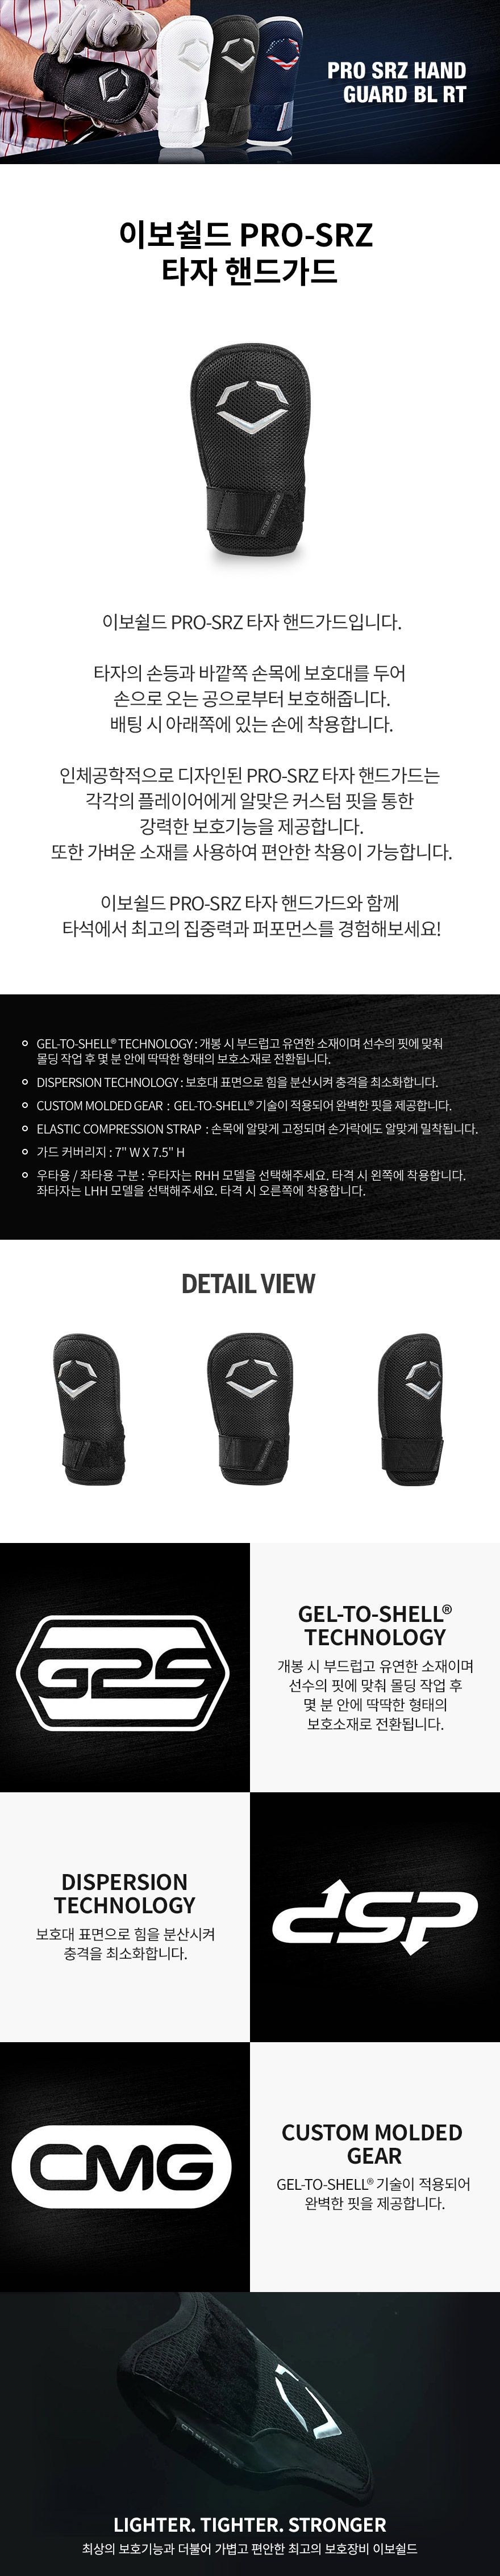 PRO SRZ HAND
GUARD BL RT
이보쉴드 PRO-SRZ
타자 핸드가드
EVOSHIELD
이보쉴드 PRO-SRZ 타자 핸드가드입니다.
타자의 손등과 바깥쪽 손목에 보호대를 두어
손으로 오는 공으로부터 보호해줍니다.
배팅 시 아래쪽에 있는 손에 착용합니다.
인체공학적으로 디자인된 PRO-SRZ 타자 핸드가드는
각각의 플레이어에게 알맞은 커스텀 핏을 통한
강력한 보호기능을 제공합니다.
또한 가벼운 소재를 사용하여 편안한 착용이 가능합니다.
이보쉴드 PRO-SRZ 타자 핸드가드와 함께
타석에서 최고의 집중력과 퍼포먼스를 경험해보세요!
GEL-TO-SHELL® TECHNOLOGY : 개봉 시 부드럽고 유연한 소재이며 선수의 핏에 맞춰
몰딩 작업 후 몇 분 안에 딱딱한 형태의 보호소재로 전환됩니다.
DISPERSION TECHNOLOGY : 보호대 표면으로 힘을 분산시켜 충격을 최소화합니다.
CUSTOM MOLDED GEAR : GEL-TO-SHELL® 기술이 적용되어 완벽한 핏을 제공합니다.
ELASTIC COMPRESSION STRAP : 손목에 알맞게 고정되며 손가락에도 알맞게 밀착됩니다.
가드 커버리지 : 7" W X 7.5" H
우타용 / 좌타용 구분 : 우타자는 RHH 모델을 선택해주세요. 타격 시 왼쪽에 착용합니다.
좌타자는 LHH 모델을 선택해주세요. 타격 시 오른쪽에 착용합니다.
DETAIL VIEW
G2S
GEL-TO-SHELL®
TECHNOLOGY
개봉 시 부드럽고 유연한 소재이며
선수의 핏에 맞춰 몰딩 작업 후
몇 분 안에 딱딱한 형태의
보호소재로 전환됩니다.
DISPERSION
TECHNOLOGY
보호대 표면으로 힘을 분산시켜
충격을 최소화합니다.
dSP
CMG
CUSTOM MOLDED
GEAR
GEL-TO-SHELL® 기술이 적용되어
완벽한 핏을 제공합니다.
EVOSHIELD
LIGHTER. TIGHTER. STRONGER
최상의 보호기능과 더불어 가볍고 편안한 최고의 보호장비 이보쉴드